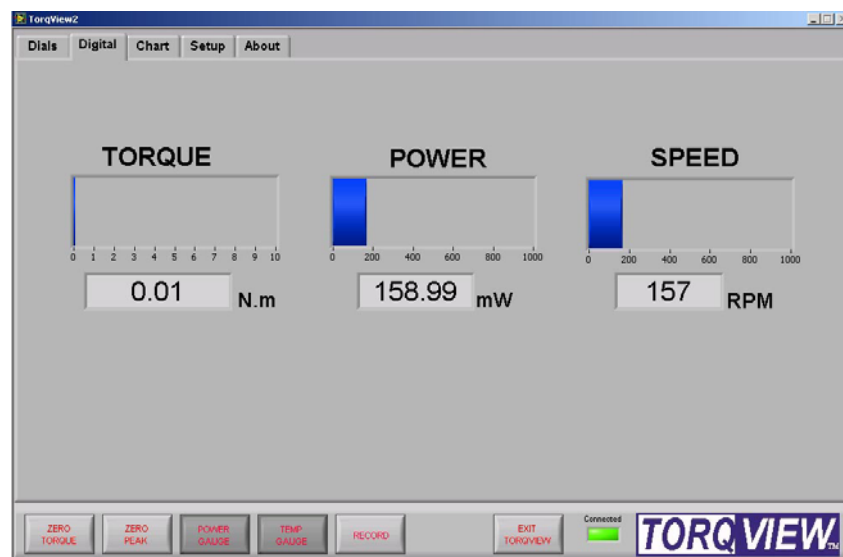 TorqView2
Dials Digital Chart Setup About
TORQUE POWER SPEED
0 1 2 3 4 5 6 7 8 9 10
0 200 400 600 800 1000
0 200 400 600 800 1000
0.01 N.m
158.99 mW
157 RPM
ZERO
TORQUE
ZERO
PEAK
POWER
GAUGE
TEMP
GAUGE
RECORD
EXIT
TORQVIEW
Connected
TORQVIEW TM